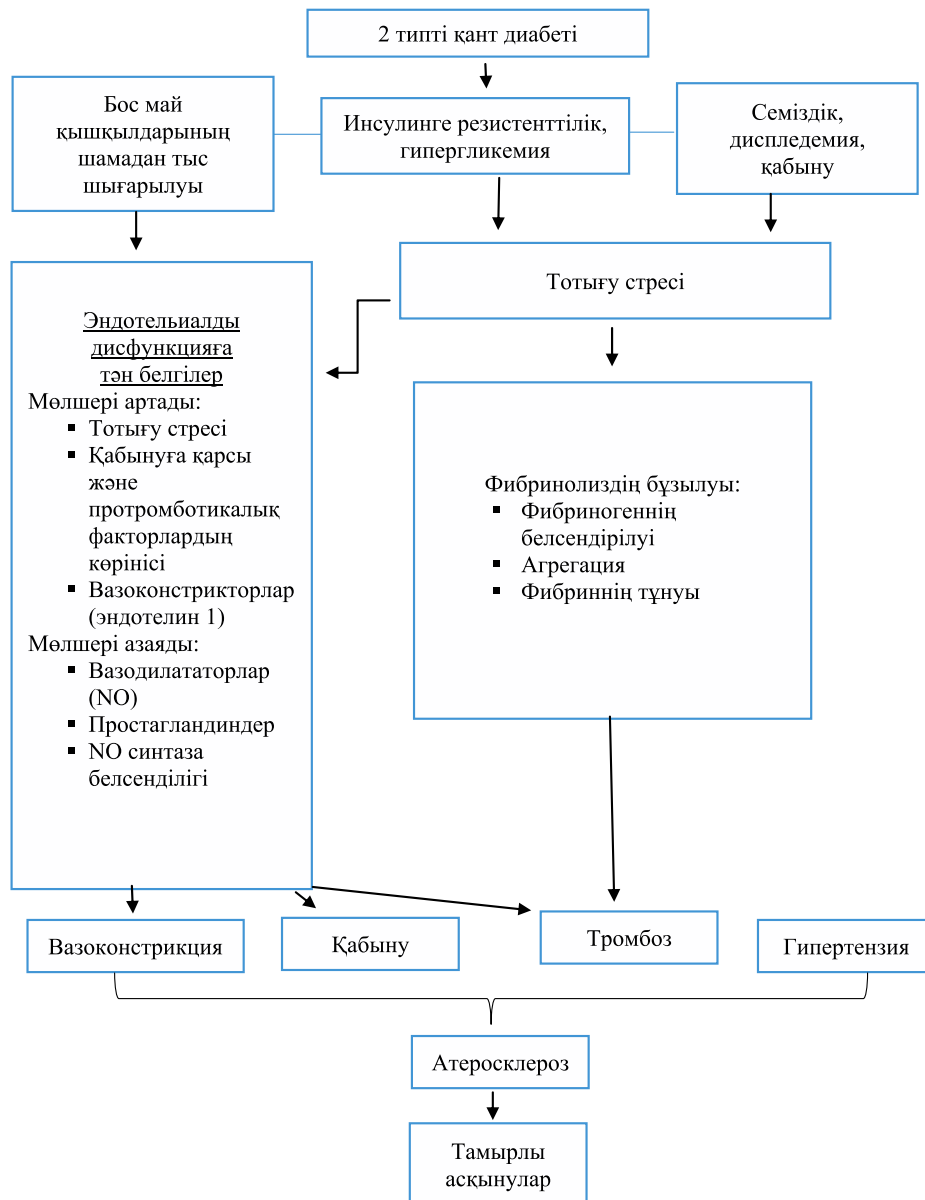 2 типті қант диабеті
Бос май
қышқылдарының
шамадан тыс
шығарылуы
Инсулинге резистенттілік,
гипергликемия
Семіздік,
диспледемия,
қабыну
Тотығу стресі
Эндотельиалды
дисфункцияға
тән белгілер
Мөлшері артады:
▪ Тотығу стресі
▪ Қабынуға қарсы
және
протромботикалық
факторлардың
көрінісі
▪ Вазоконстрикторлар
(эндотелин 1)
Мөлшері азаяды:
▪ Вазодилататорлар
(NO)
▪ Простагландиндер
▪ NO синтаза
белсенділігі
Фибринолиздің бұзылуы:
▪ Фибриногеннің
белсендірілуі
▪ Агрегация
▪ Фибриннің тұнуы
Вазоконстрикция
Қабыну
Тромбоз
Гипертензия
Атеросклероз
Тамырлы
асқынулар